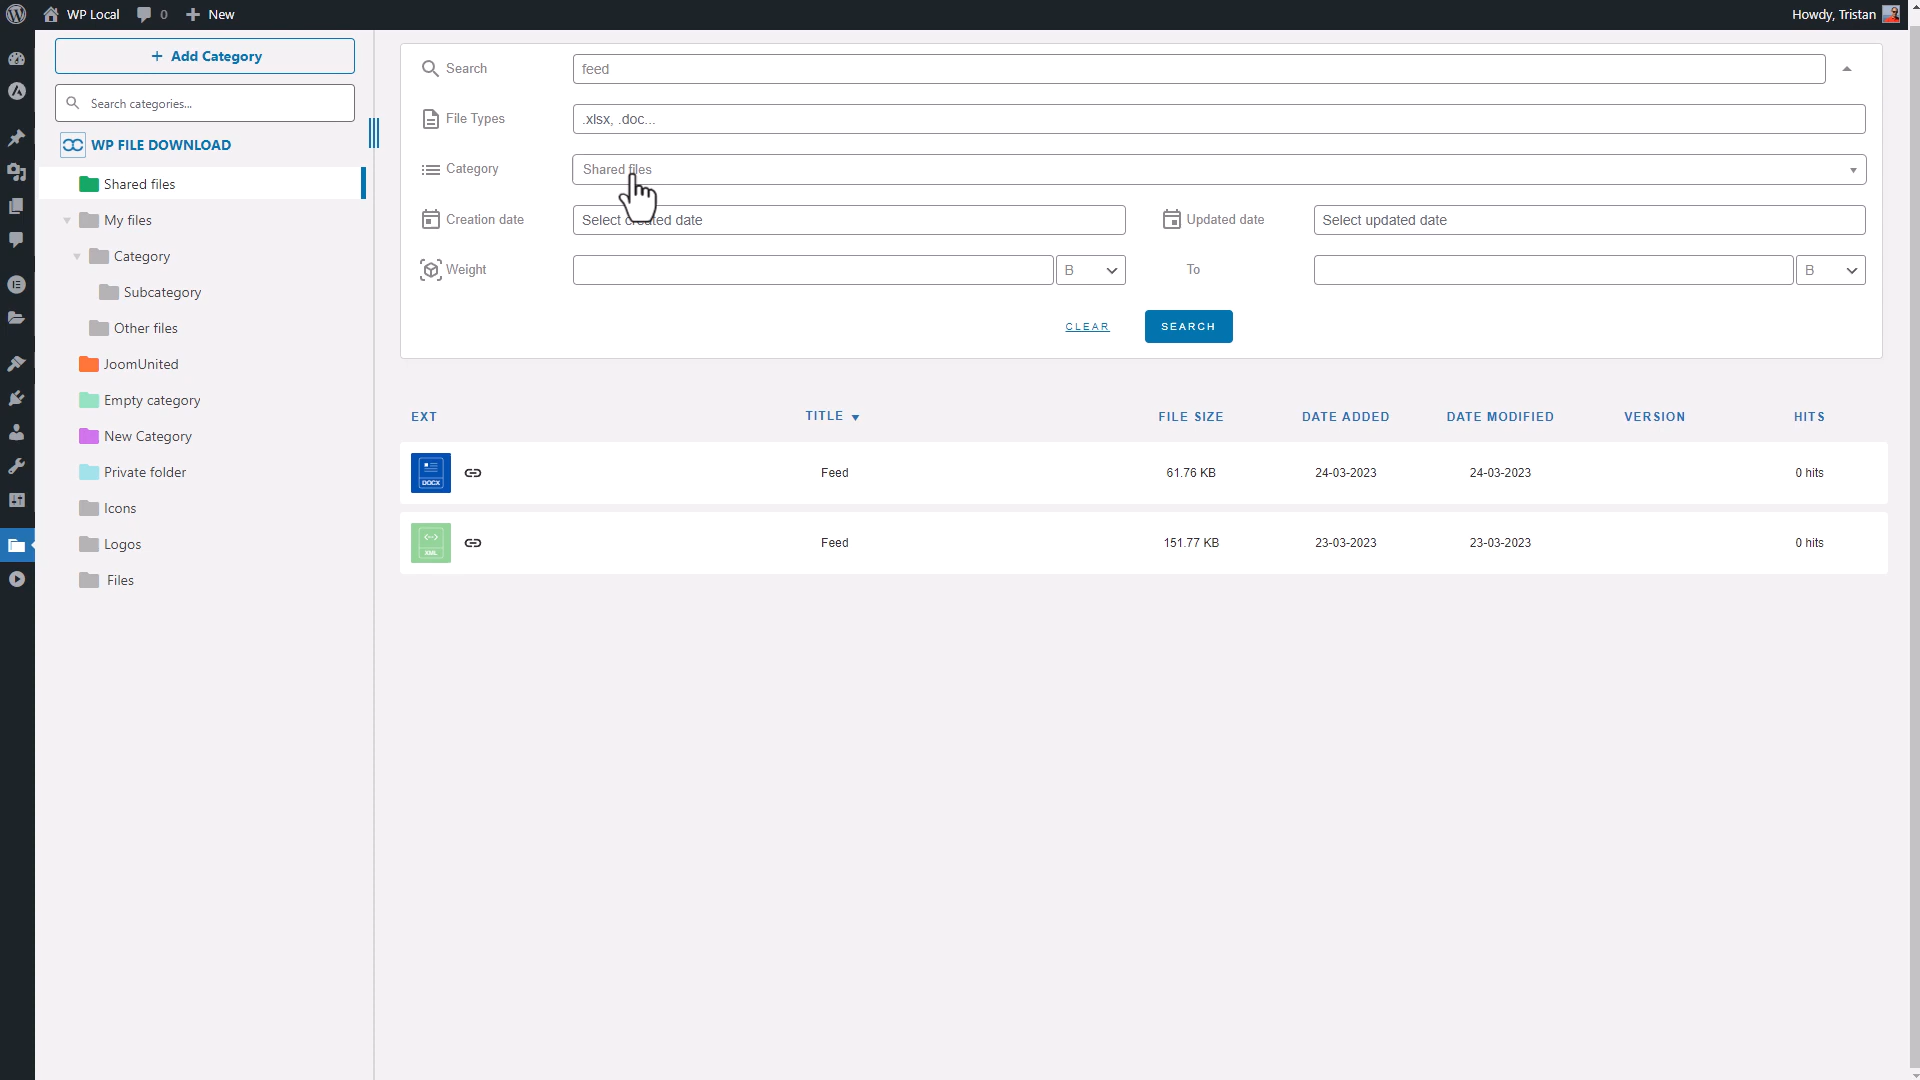 WP Local 0 New Howdy, Tristan
Add Category
Search categories...
WP FILE DOWNLOAD
Shared files
My files
Category
Subcategory
Other files
JoomUnited
Empty category
New Category
Private folder
Icons
Logos
Files
Search feed
File Types .xlsx, .doc...
Category Shared files
Creation date Select created date Updated date Select updated date
Weight B To B
CLEAR SEARCH
EXT TITLE FILE SIZE DATE ADDED DATE MODIFIED VERSION HITS
DOCX Feed 61.76 KB 24-03-2023 24-03-2023 0 hits
XML Feed 151.77 KB 23-03-2023 23-03-2023 0 hits